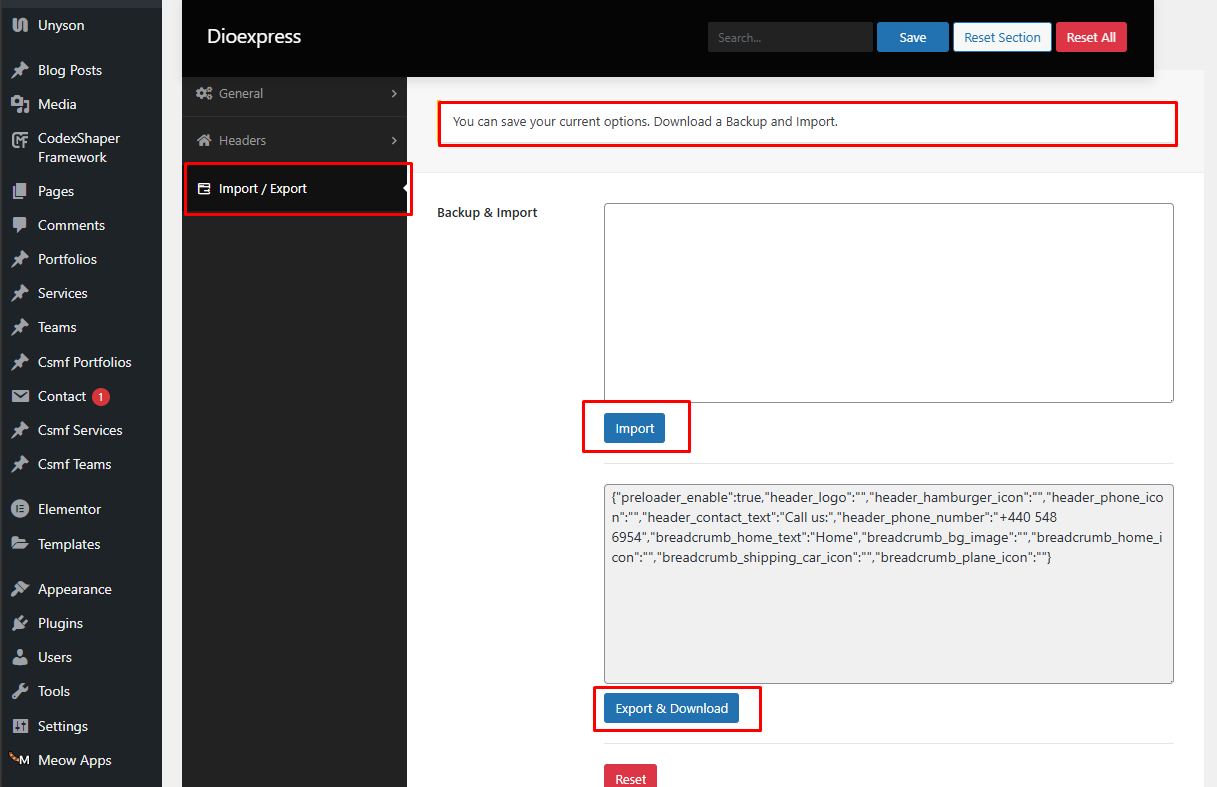 Unyson
Blog Posts
Media
CodexShaper
Framework
Pages
Comments
Portfolios
Services
Teams
Csmf Portfolios
Contact 1
Csmf Services
Csmf Teams
Elementor
Templates
Appearance
Plugins
Users
Tools
Settings
M Meow Apps
Dioexpress
Search...
Save
Reset Section
Reset All
General
Headers
Import / Export
You can save your current options. Download a Backup and Import.
Backup & Import
Import
{"preloader_enable":true,"header_logo":"","header_hamburger_icon":"","header_phone_ico
n":"","header_contact_text":"Call us:","header_phone_number":"+440 548
6954","breadcrumb_home_text":"Home","breadcrumb_bg_image":"","breadcrumb_home_i
con":"","breadcrumb_shipping_car_icon":"","breadcrumb_plane_icon":""}
Export & Download
Reset